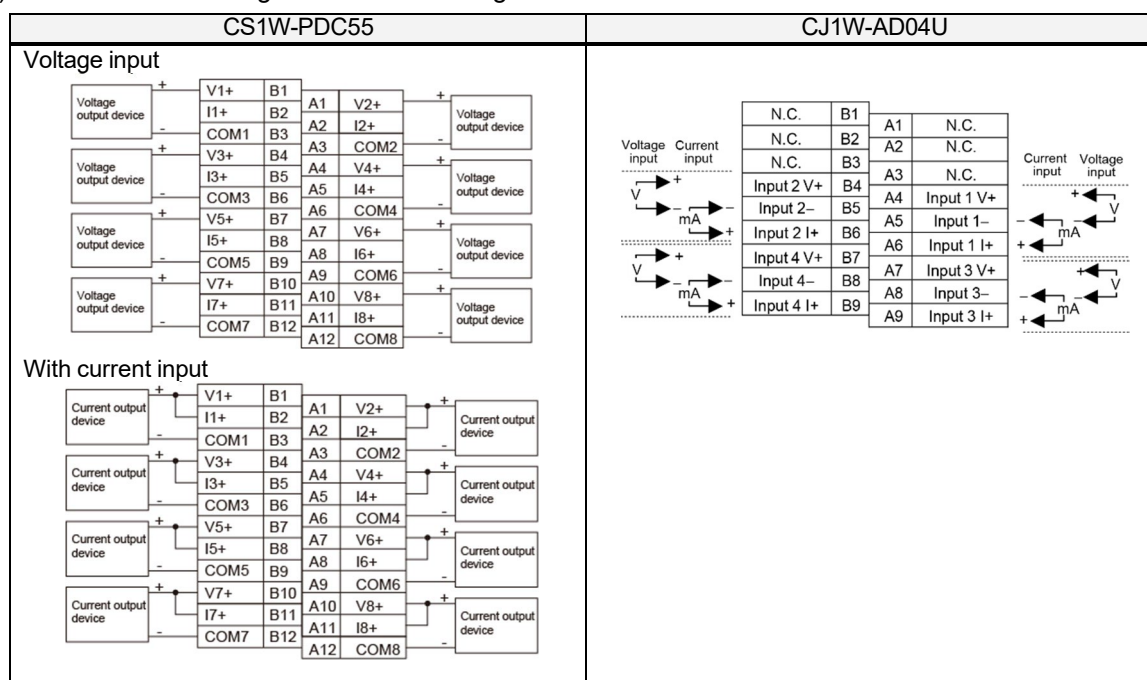 CS1W-PDC55
CJ1W-AD04U
Voltage input
Voltage
output device
+
-
V1+ B1
I1+ B2
COM1 B3
A1 V2+
A2 I2+
A3 COM2
+
-
Voltage
output device
Voltage
output device
+
-
V3+ B4
I3+ B5
COM3 B6
A4 V4+
A5 I4+
A6 COM4
+
-
Voltage
output device
Voltage
output device
+
-
V5+ B7
I5+ B8
COM5 B9
A7 V6+
A8 I6+
A9 COM6
+
-
Voltage
output device
Voltage
output device
+
-
V7+ B10
I7+ B11
COM7 B12
A10 V8+
A11 I8+
A12 COM8
+
-
Voltage
output device
With current input
Current output
device
+
-
V1+ B1
I1+ B2
COM1 B3
A1 V2+
A2 I2+
A3 COM2
+
-
Current output
device
Current output
device
+
-
V3+ B4
I3+ B5
COM3 B6
A4 V4+
A5 I4+
A6 COM4
+
-
Current output
device
Current output
device
+
-
V5+ B7
I5+ B8
COM5 B9
A7 V6+
A8 I6+
A9 COM6
+
-
Current output
device
Current output
device
+
-
V7+ B10
I7+ B11
COM7 B12
A10 V8+
A11 I8+
A12 COM8
+
-
Current output
device
Voltage Current
input input
N.C. B1
N.C. B2
N.C. B3
Input 2 V+ B4
Input 2– B5
Input 2 I+ B6
Input 4 V+ B7
Input 4– B8
Input 4 I+ B9
V + – mA – +
V + – mA – +
A1 N.C.
A2 N.C.
A3 N.C.
A4 Input 1 V+
A5 Input 1–
A6 Input 1 I+
A7 Input 3 V+
A8 Input 3–
A9 Input 3 I+
Current Voltage
input input
+ V – – mA +
+ V – – mA +